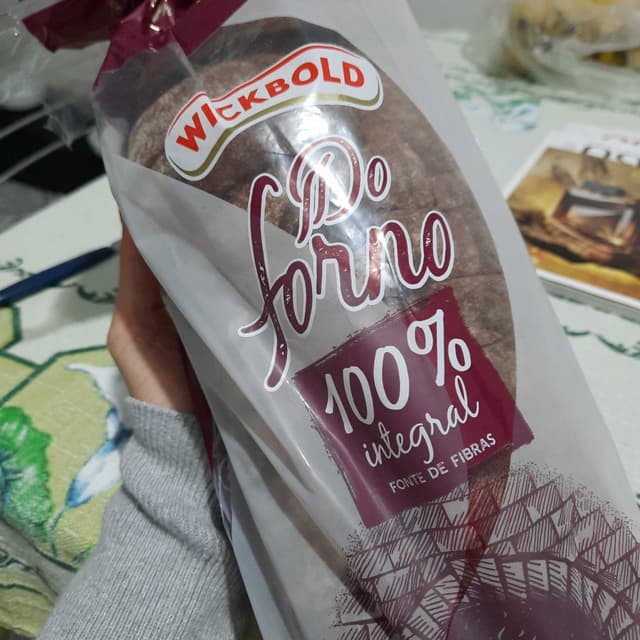 WICKBOLD
Do
forno
100%
integral
FONTE DE FIBRAS